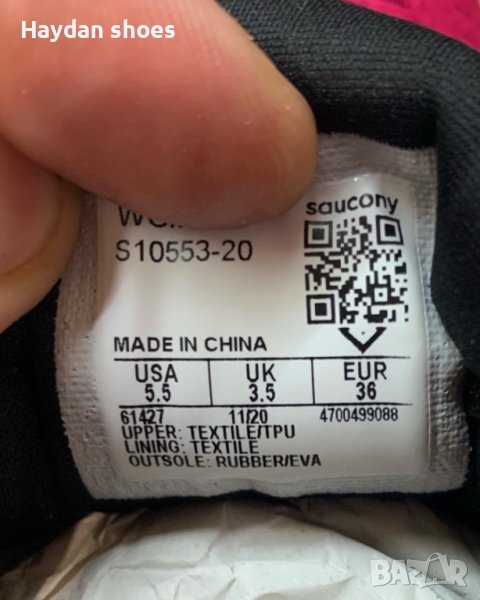 Haydan shoes
saucony
S10553-20
MADE IN CHINA
USA UK EUR
5.5 3.5 36
61427 11/20 4700499088
UPPER: TEXTILE/TPU
LINING: TEXTILE
OUTSOLE: RUBBER/EVA
BAZAR